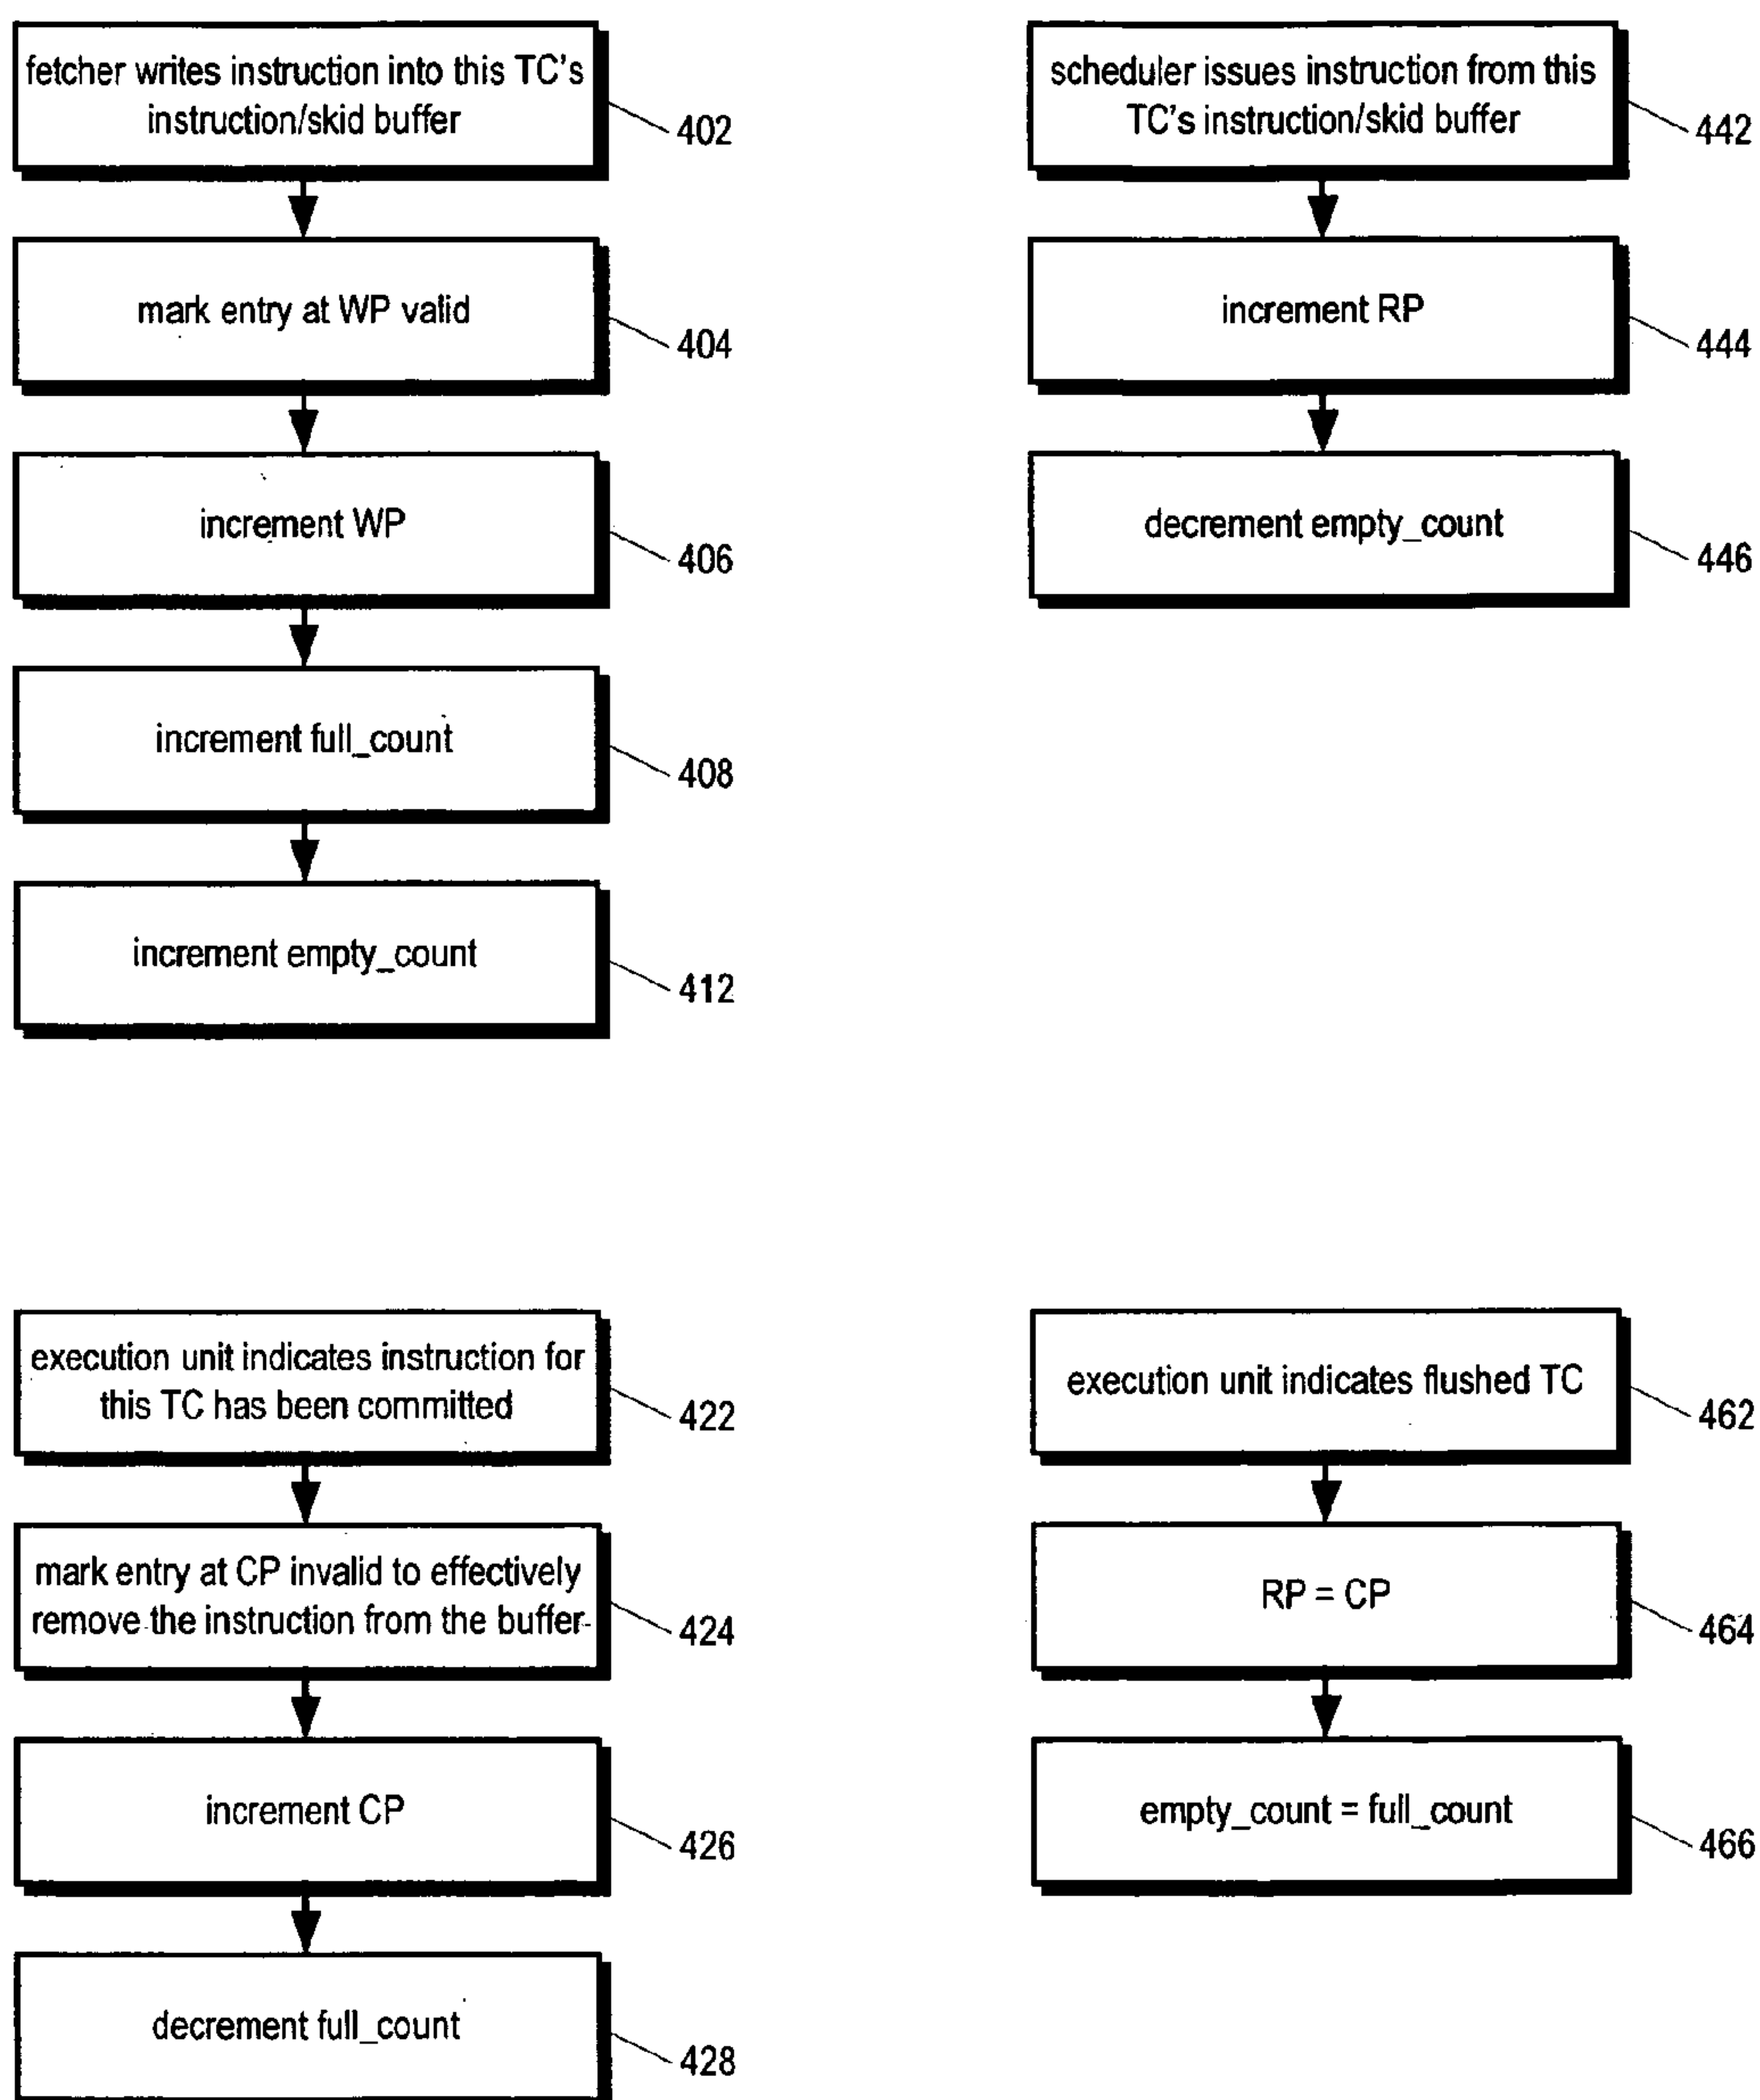 fetcher writes instruction into this TC's
instruction/skid buffer
402
mark entry at WP valid
404
increment WP
406
increment full_count
408
increment empty_count
412
scheduler issues instruction from this
TC's instruction/skid buffer
442
increment RP
444
decrement empty_count
446
execution unit indicates instruction for
this TC has been committed
422
mark entry at CP invalid to effectively
remove the instruction from the buffer
424
increment CP
426
decrement full_count
428
execution unit indicates flushed TC
462
RP = CP
464
empty_count = full_count
466